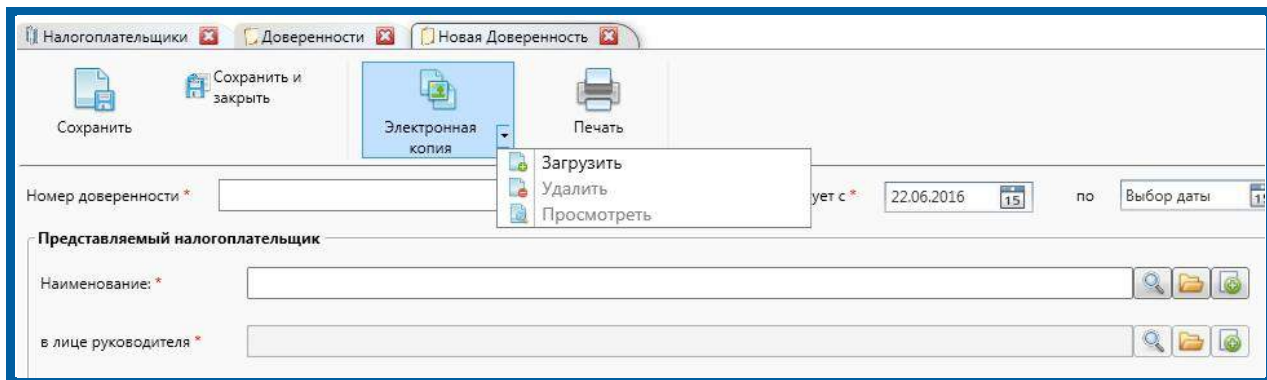 Налогоплательщики Доверенности Новая Доверенность
Сохранить
Сохранить и
закрыть
Электронная
копия
Печать
Загрузить
Удалить
Просмотреть
Номер доверенности * ует с * 22.06.2016 15 по Выбор даты
Представляемый налогоплательщик
Наименование: *
в лице руководителя *